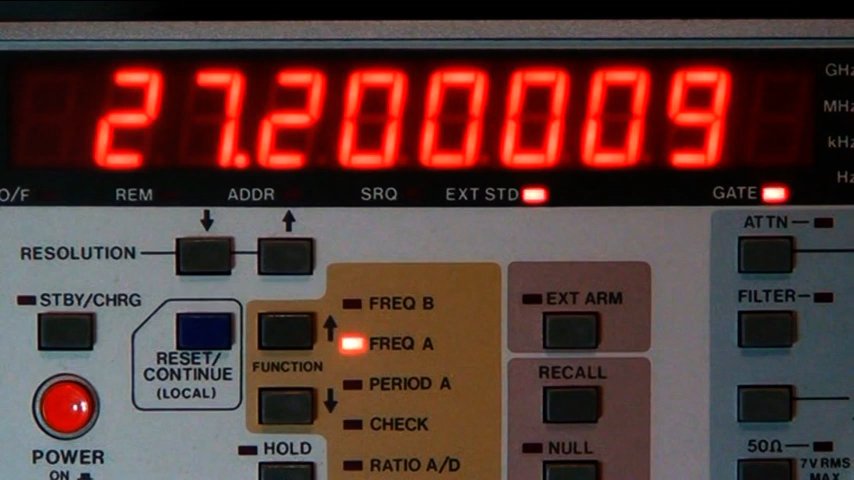 27.200009
GHz
MHz
kHz
Hz
O/F REM ADDR SRQ EXT STD GATE
ATTN
RESOLUTION
STBY/CHRG
FREQ B
EXT ARM
FILTER
FREQ A
RESET/
CONTINUE
(LOCAL)
FUNCTION
PERIOD A
RECALL
CHECK
POWER
ON
HOLD
NULL
50Ω
RATIO A/D
7V RMS
MAX